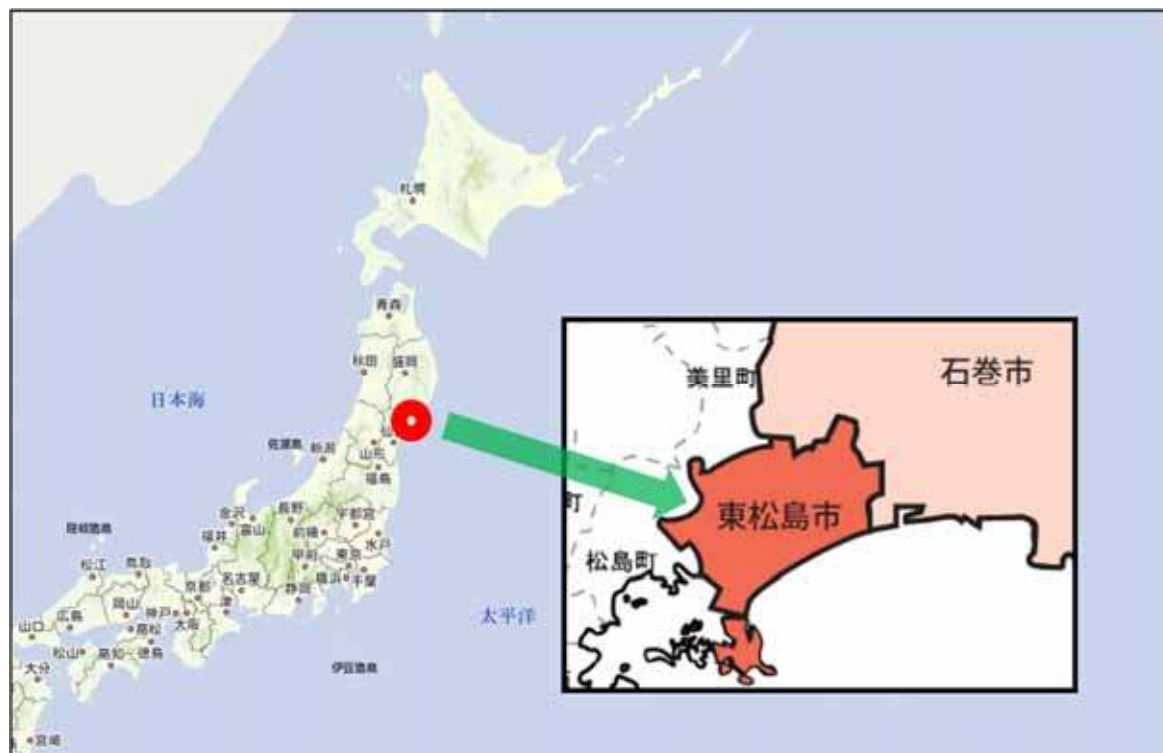 札幌
青森
秋田
盛岡
日本海
仙
佐渡島
新潟
山形
福島
金沢
長野
宇都宮
富山
前橋
水戸
福井
甲府
東京
松江
鳥取
京都
名古屋
横浜
千葉
岡山
神戸
津
静岡
広島
大阪
山口
高松
太平洋
松山
高知
徳島
大分
伊豆諸島
宮崎
美里町
石巻市
町
東松島市
松島町